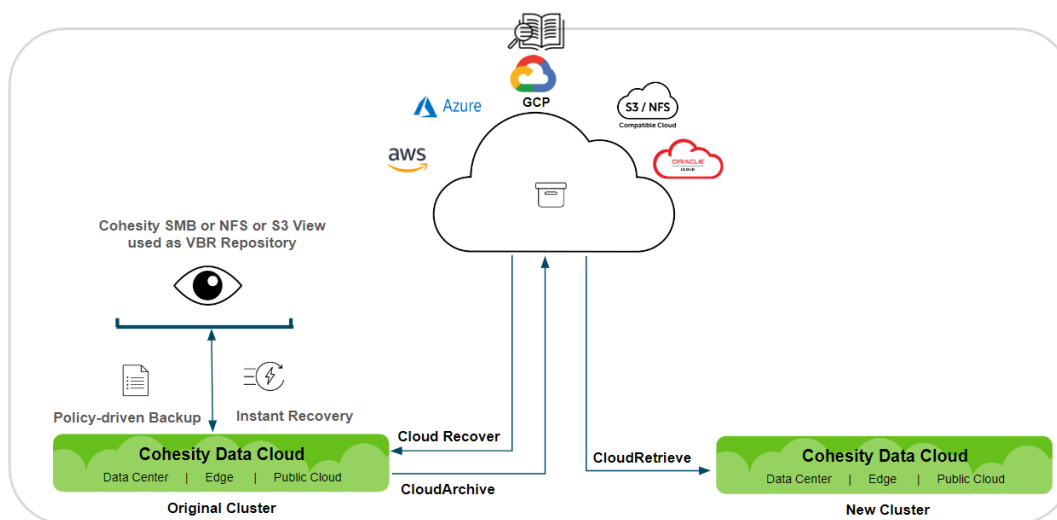 GCP
Azure
S3 / NFS
Compatible Cloud
aws
ORACLE
CLOUD
Cohesity SMB or NFS or S3 View
used as VBR Repository
Policy-driven Backup
Instant Recovery
Cloud Recover
CloudArchive
CloudRetrieve
Cohesity Data Cloud
Data Center | Edge | Public Cloud
Original Cluster
Cohesity Data Cloud
Data Center | Edge | Public Cloud
New Cluster